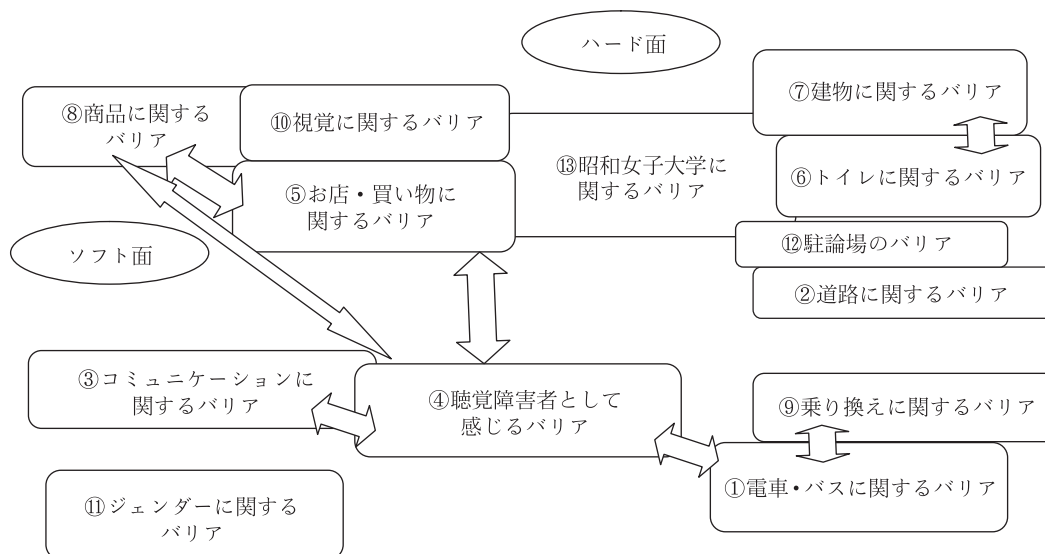 ハード面
⑦建物に関するバリア
⑧商品に関する
バリア
⑩視覚に関するバリア
⑬昭和女子大学に
関するバリア
⑥トイレに関するバリア
⑤お店・買い物に
関するバリア
ソフト面
⑫駐論場のバリア
②道路に関するバリア
③コミュニケーションに
関するバリア
④聴覚障害者として
感じるバリア
⑨乗り換えに関するバリア
①電車・バスに関するバリア
⑪ジェンダーに関する
バリア